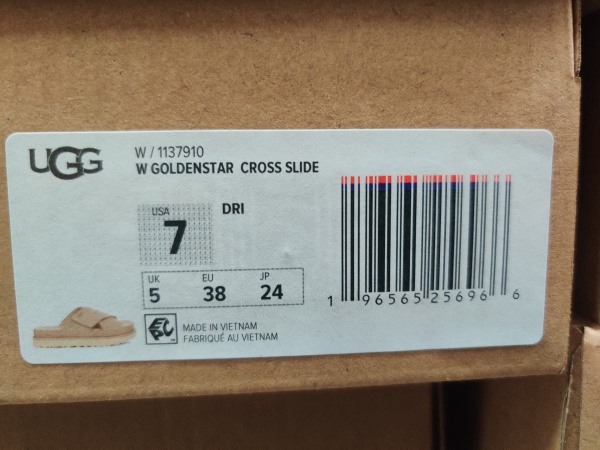 UGG
W / 1137910
W GOLDENSTAR CROSS SLIDE
USA
7
DRI
UK EU JP
5 38 24
1 96565 25696 6
EPC
MADE IN VIETNAM
FABRIQUÉ AU VIETNAM